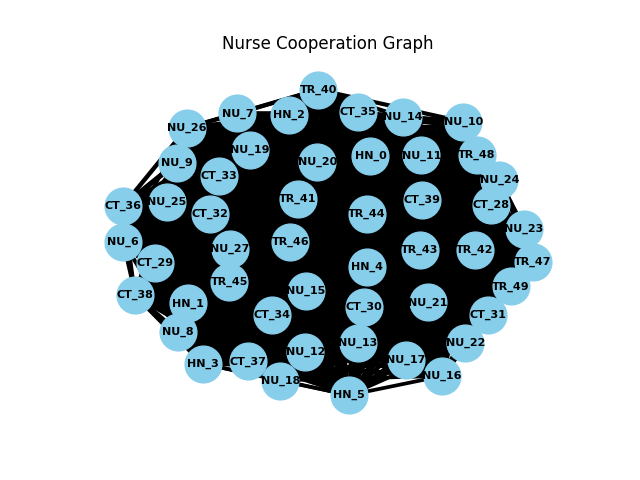 Nurse Cooperation Graph
TR_40
NU_7
HN_2
CT_35
NU_14
NU_10
NU_26
NU_19
NU_9
NU_20
HN_0
NU_11
TR_48
CT_33
NU_24
CT_36
NU_25
TR_41
CT_39
CT_28
CT_32
TR_44
NU_23
NU_6
NU_27
TR_46
TR_43
TR_42
CT_29
HN_4
TR_47
TR_45
CT_38
NU_15
TR_49
HN_1
CT_30
NU_21
CT_34
CT_31
NU_8
NU_13
NU_22
NU_12
HN_3
CT_37
NU_17
NU_18
NU_16
HN_5